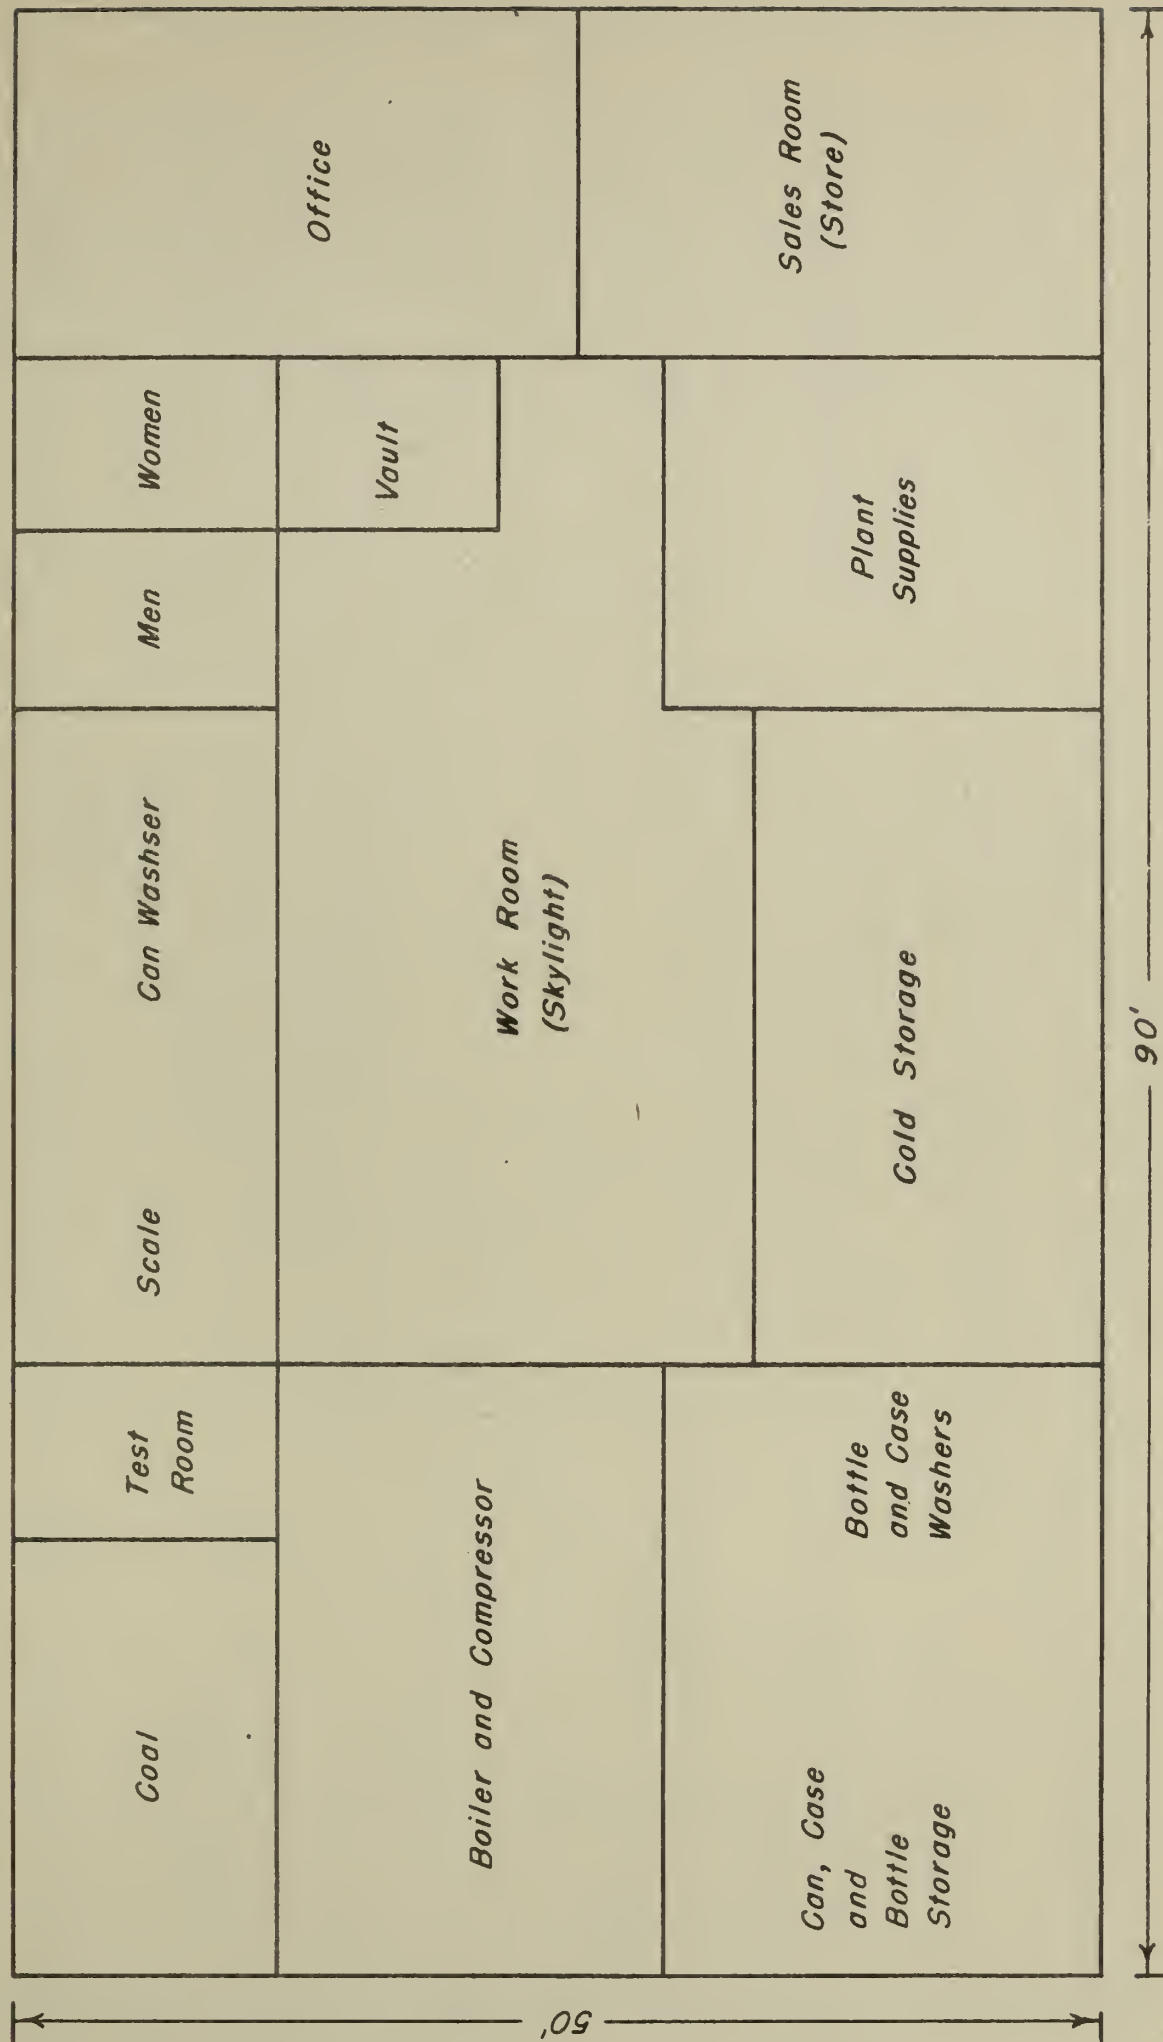 Coal
Test
Room
Scale
Can Washser
Men
Women
Office
Vault
Boiler and Compressor
Work Room
(Skylight)
Sales Room
(Store)
Can, Case
and
Bottle
Storage
Bottle
and Case
Washers
Cold Storage
Plant
Supplies
50'
90'